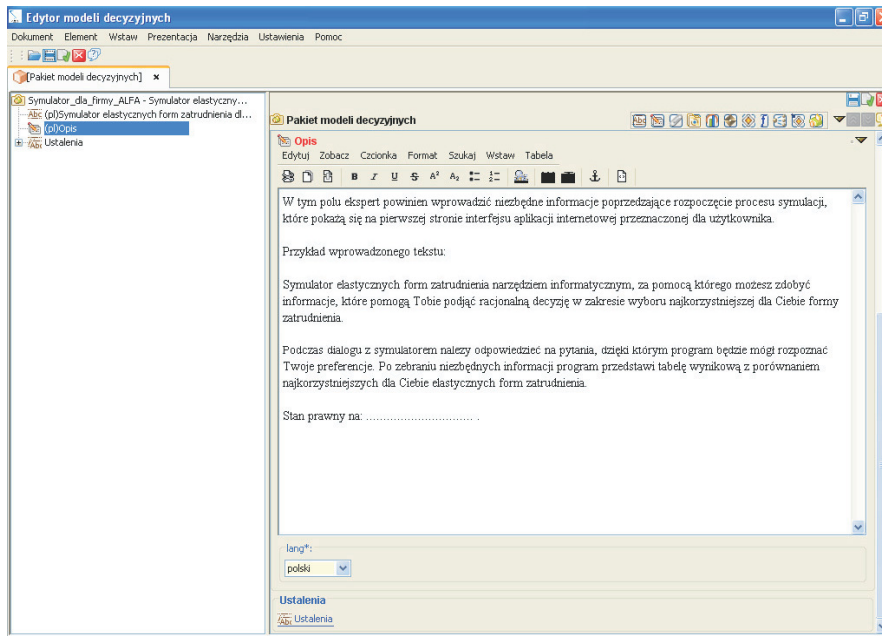 Edytor modeli decyzyjnych
Dokument Element Wstaw Prezentacja Narzędzia Ustawienia Pomoc
[Pakiet modeli decyzyjnych]
Symulator_dla_firmy_ALFA - Symulator elastyczny...
Abc (pl)Symulator elastycznych form zatrudnienia dl...
(pl)Opis
Ustalenia
Pakiet modeli decyzyjnych
Opis
Edytuj Zobacz Czcionka Format Szukaj Wstaw Tabela
W tym polu ekspert powinien wprowadzić niezbędne informacje poprzedzające rozpoczęcie procesu symulacji,
które pokażą się na pierwszej stronie interfejsu aplikacji internetowej przeznaczonej dla użytkownika.
Przykład wprowadzonego tekstu:
Symulator elastycznych form zatrudnienia narzędziem informatycznym, za pomocą którego możesz zdobyć
informacje, które pomogą Tobie podjąć racjonalną decyzję w zakresie wyboru najkorzystniejszej dla Ciebie formy
zatrudnienia.
Podczas dialogu z symulatorem nalezy odpowiedzieć na pytania, dzięki którym program będzie mógł rozpoznać
Twoje preferencje. Po zebraniu niezbędnych informacji program przedstawi tabelę wynikową z porównaniem
najkorzystniejszych dla Ciebie elastycznych form zatrudnienia.
Stan prawny na: ............................... .
lang*:
polski
Ustalenia
Abc Ustalenia